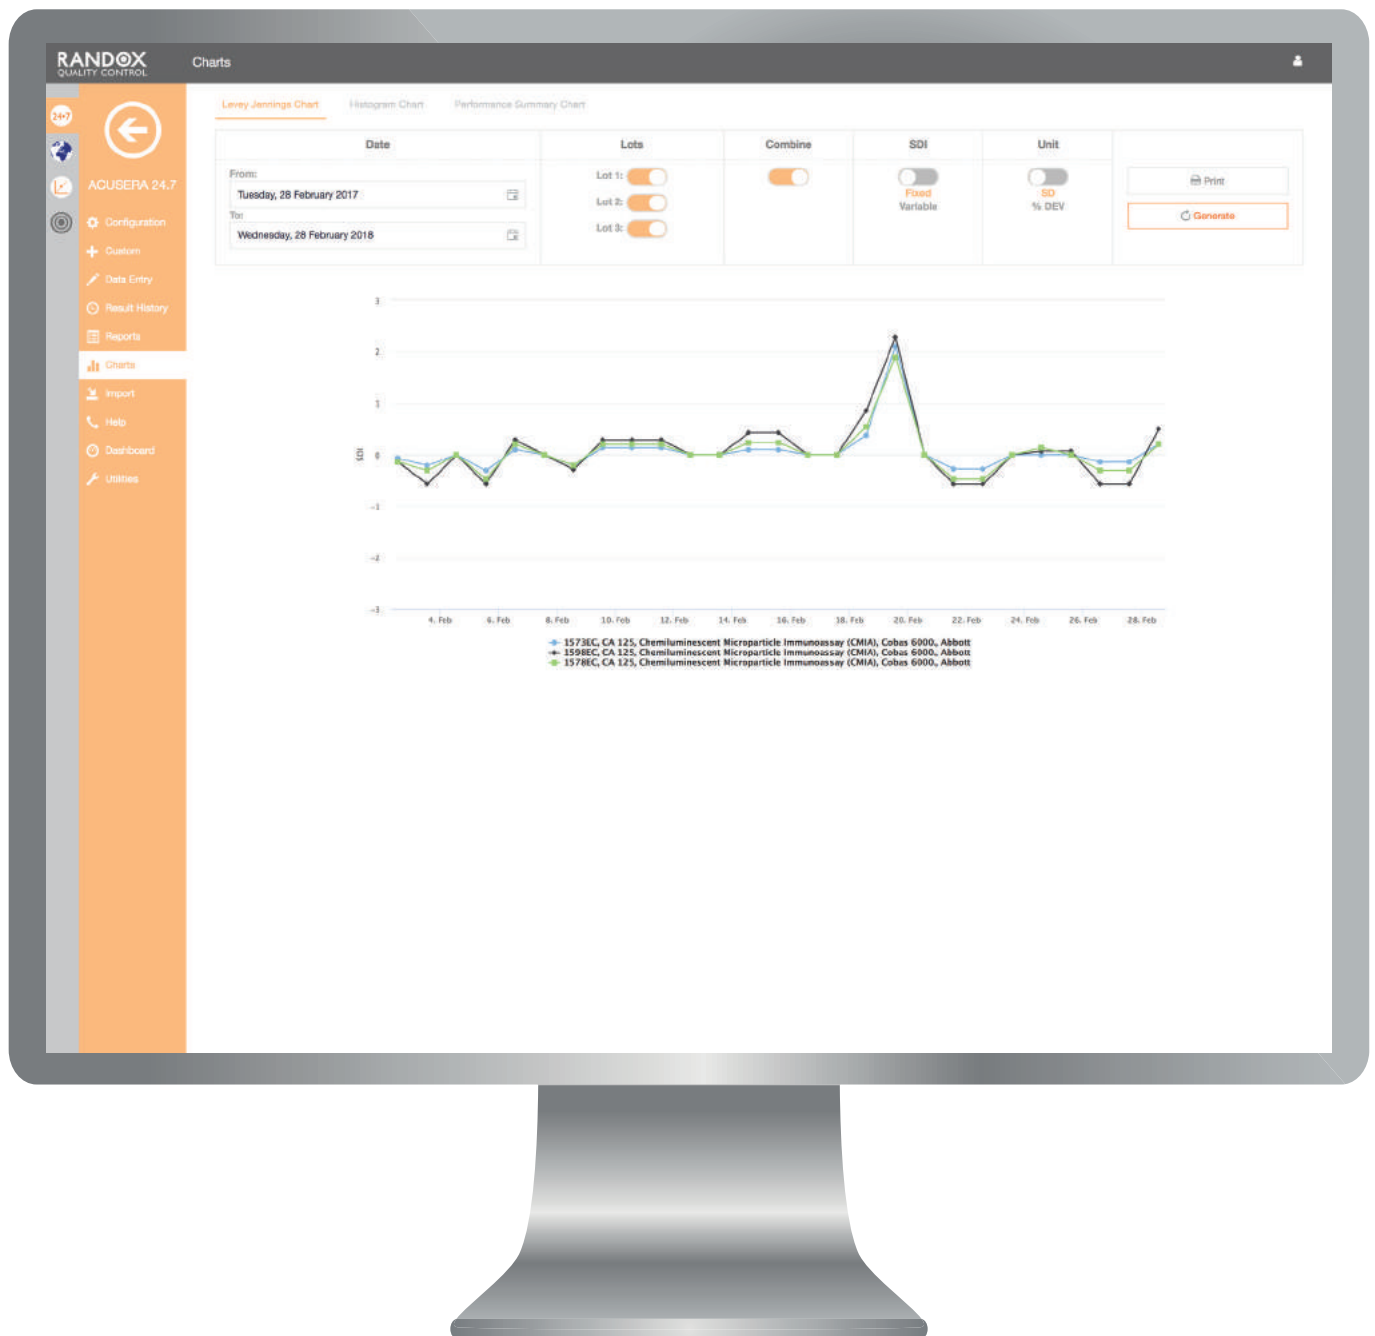 RANDOX
QUALITY CONTROL
Charts
24•7
ACUSERA 24.7
Configuration
Custom
Data Entry
Result History
Reports
Charts
Import
Help
Dashboard
Utilities
Levey Jennings Chart
Histogram Chart
Performance Summary Chart
Date
Lots
Combine
SDI
Unit
From:
Tuesday, 28 February 2017
To:
Wednesday, 28 February 2018
Lot 1:
Lot 2:
Lot 3:
Fixed
Variable
SD
% DEV
Print
Generate
3
2
1
0
-1
-2
-3
SDI
4. Feb
6. Feb
8. Feb
10. Feb
12. Feb
14. Feb
16. Feb
18. Feb
20. Feb
22. Feb
24. Feb
26. Feb
28. Feb
1573EC, CA 125, Chemiluminescent Microparticle Immunoassay (CMIA), Cobas 6000,, Abbott
1598EC, CA 125, Chemiluminescent Microparticle Immunoassay (CMIA), Cobas 6000,, Abbott
1578EC, CA 125, Chemiluminescent Microparticle Immunoassay (CMIA), Cobas 6000,, Abbott